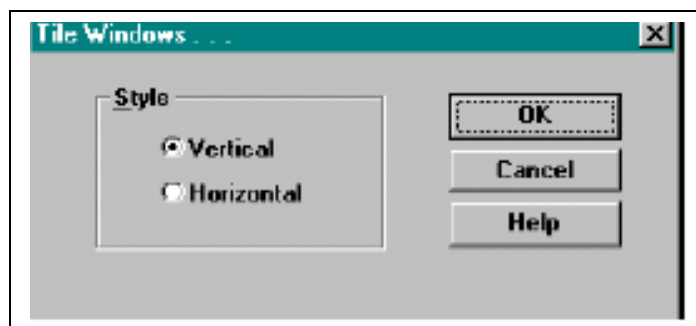 Tile Windows . . .
Style
Vertical
Horizontal
OK
Cancel
Help